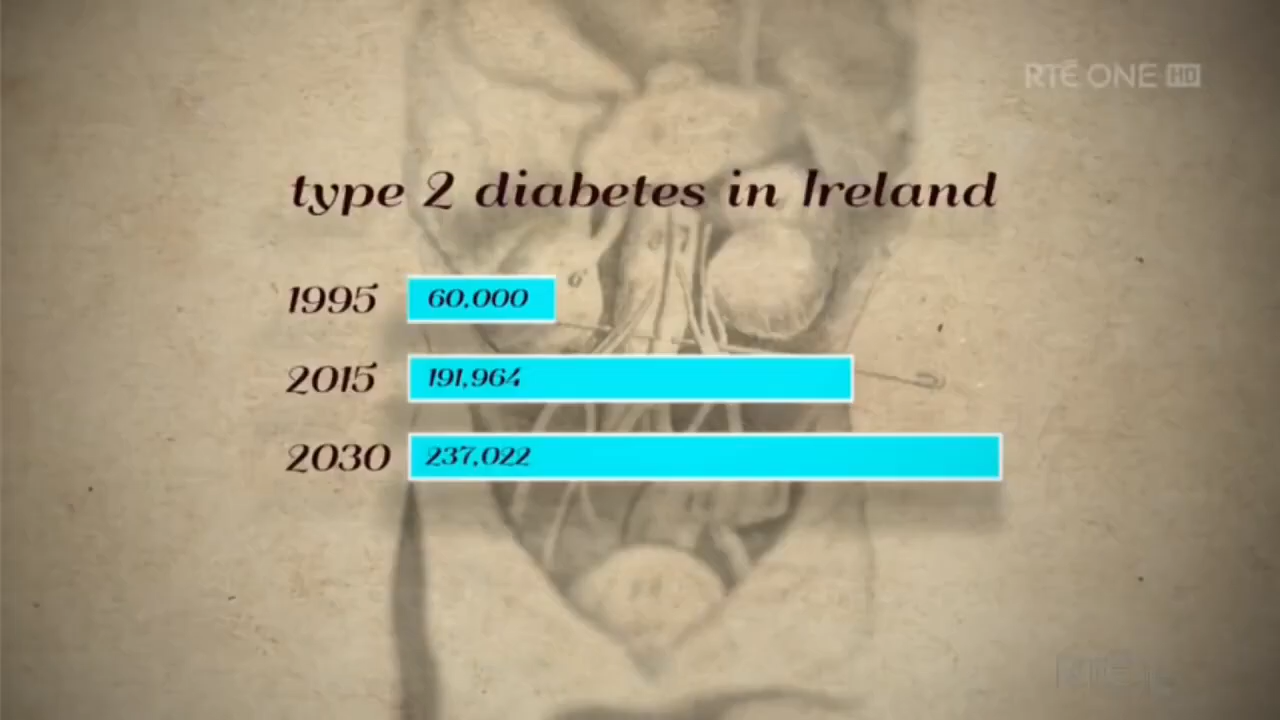 RTÉ ONE HD
type 2 diabetes in Ireland
1995 60,000
2015 191,964
2030 237,022